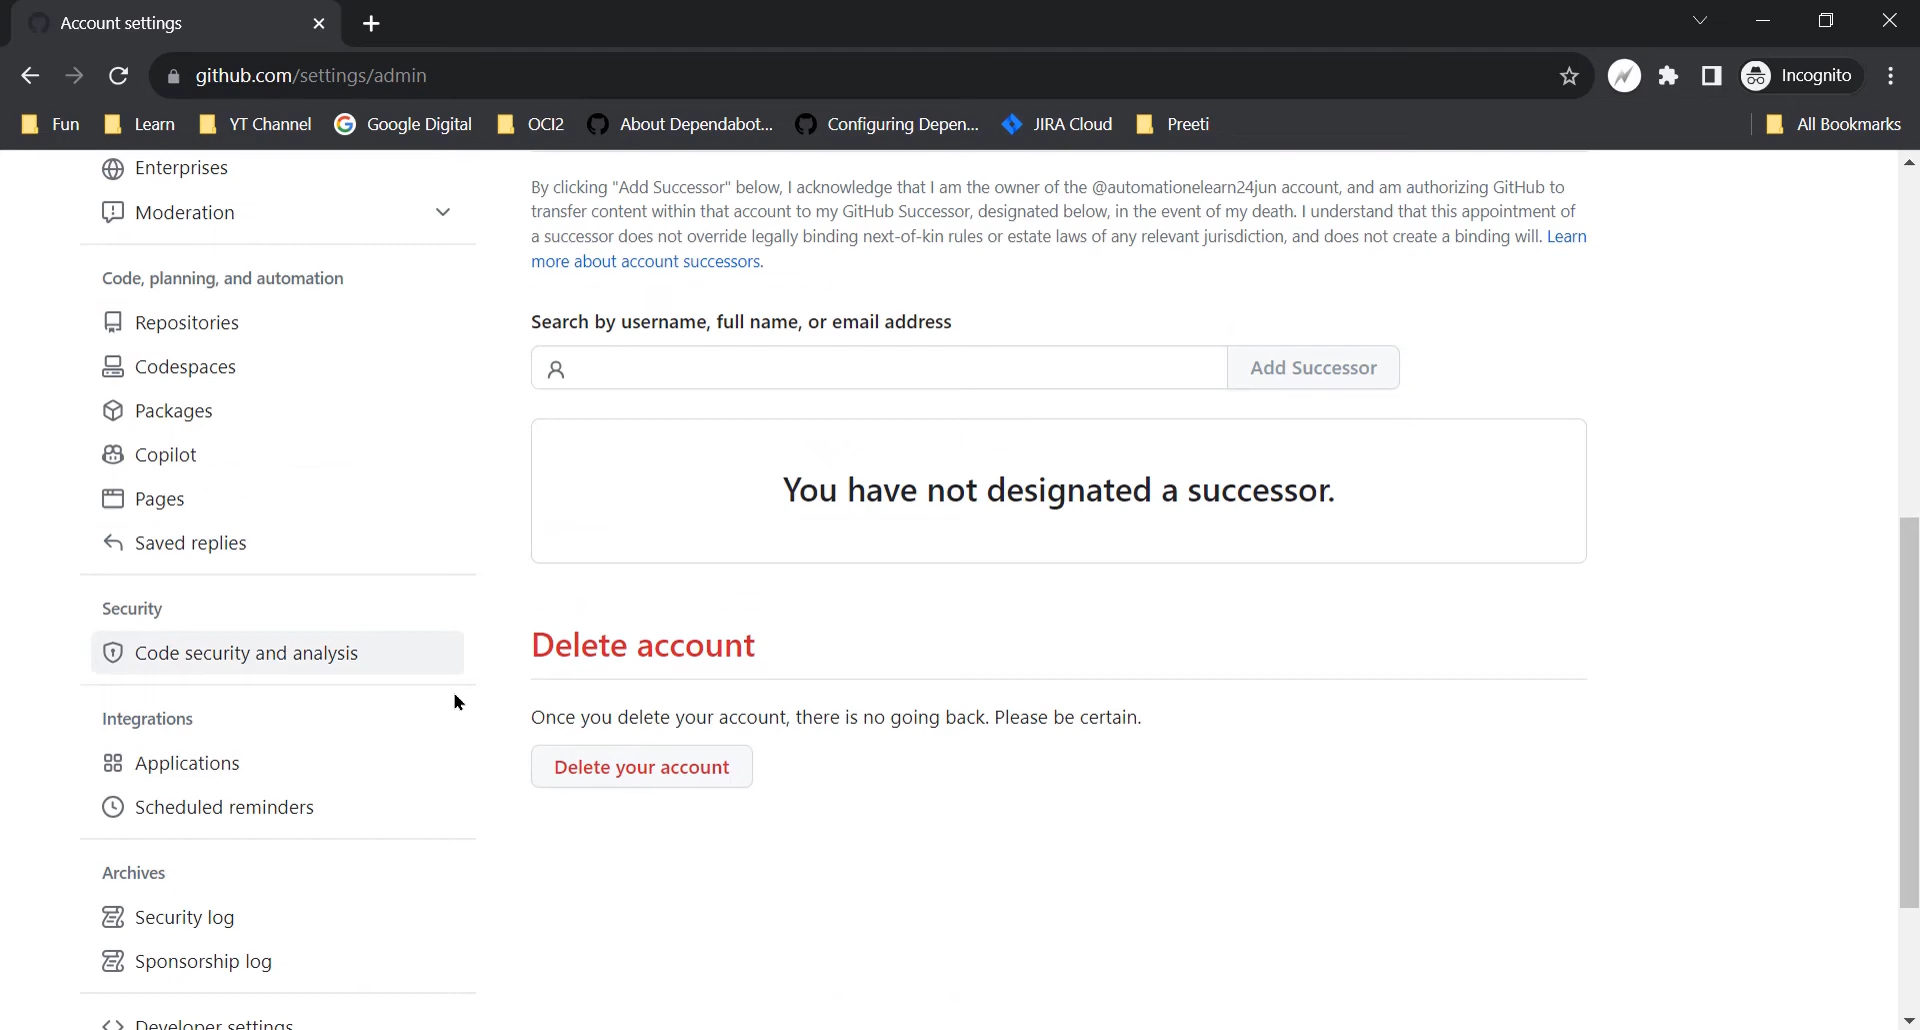 Account settings
github.com/settings/admin
Incognito
Fun
Learn
YT Channel
Google Digital
OCI2
About Dependabot...
Configuring Depen...
JIRA Cloud
Preeti
All Bookmarks
Enterprises
Moderation
Code, planning, and automation
Repositories
Codespaces
Packages
Copilot
Pages
Saved replies
Security
Code security and analysis
Integrations
Applications
Scheduled reminders
Archives
Security log
Sponsorship log
Developer settings
By clicking "Add Successor" below, I acknowledge that I am the owner of the @automationelearn24jun account, and am authorizing GitHub to
transfer content within that account to my GitHub Successor, designated below, in the event of my death. I understand that this appointment of
a successor does not override legally binding next-of-kin rules or estate laws of any relevant jurisdiction, and does not create a binding will. Learn
more about account successors.
Search by username, full name, or email address
Add Successor
You have not designated a successor.
Delete account
Once you delete your account, there is no going back. Please be certain.
Delete your account